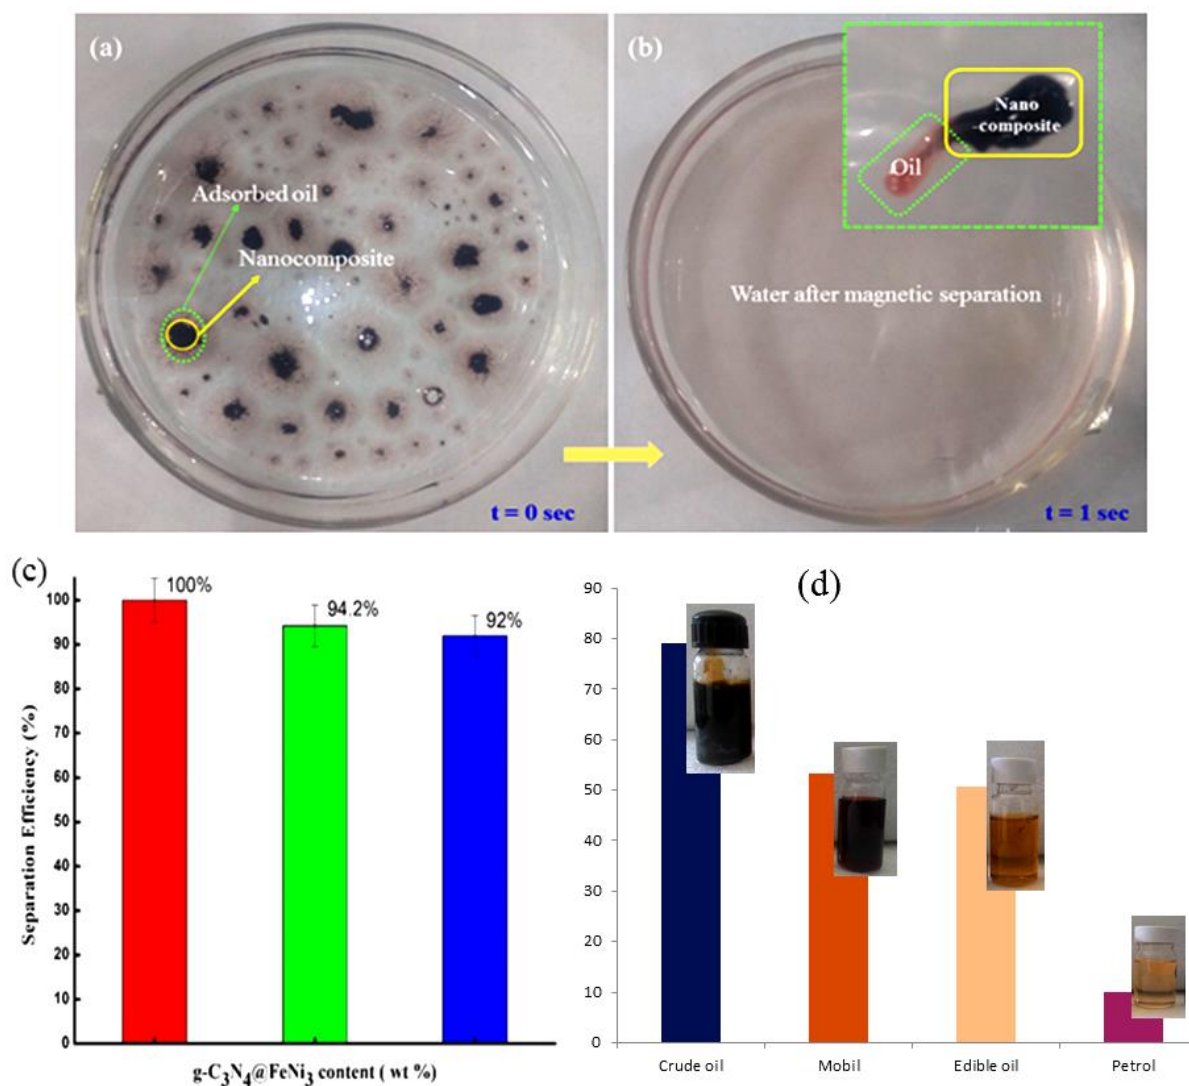 (a)
Adsorbed oil
Nanocomposite
t = 0 sec
(b)
Nano
-composite
Oil
Water after magnetic separation
t = 1 sec
(c)
100%
94.2%
92%
100
90
80
70
60
50
40
30
20
10
0
Separation Efficiency (%)
g-C₃N₄@FeNi₃ content ( wt %)
(d)
90
80
70
60
50
40
30
20
10
0
Crude oil
Mobil
Edible oil
Petrol